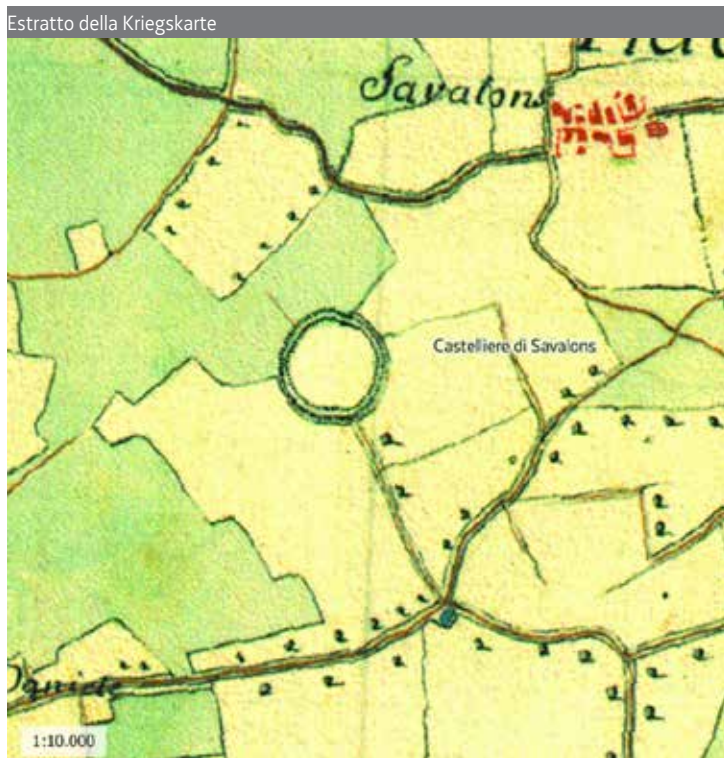 Estratto della Kriegskarte
Savalons
Castelliere di Savalons
1:10.000